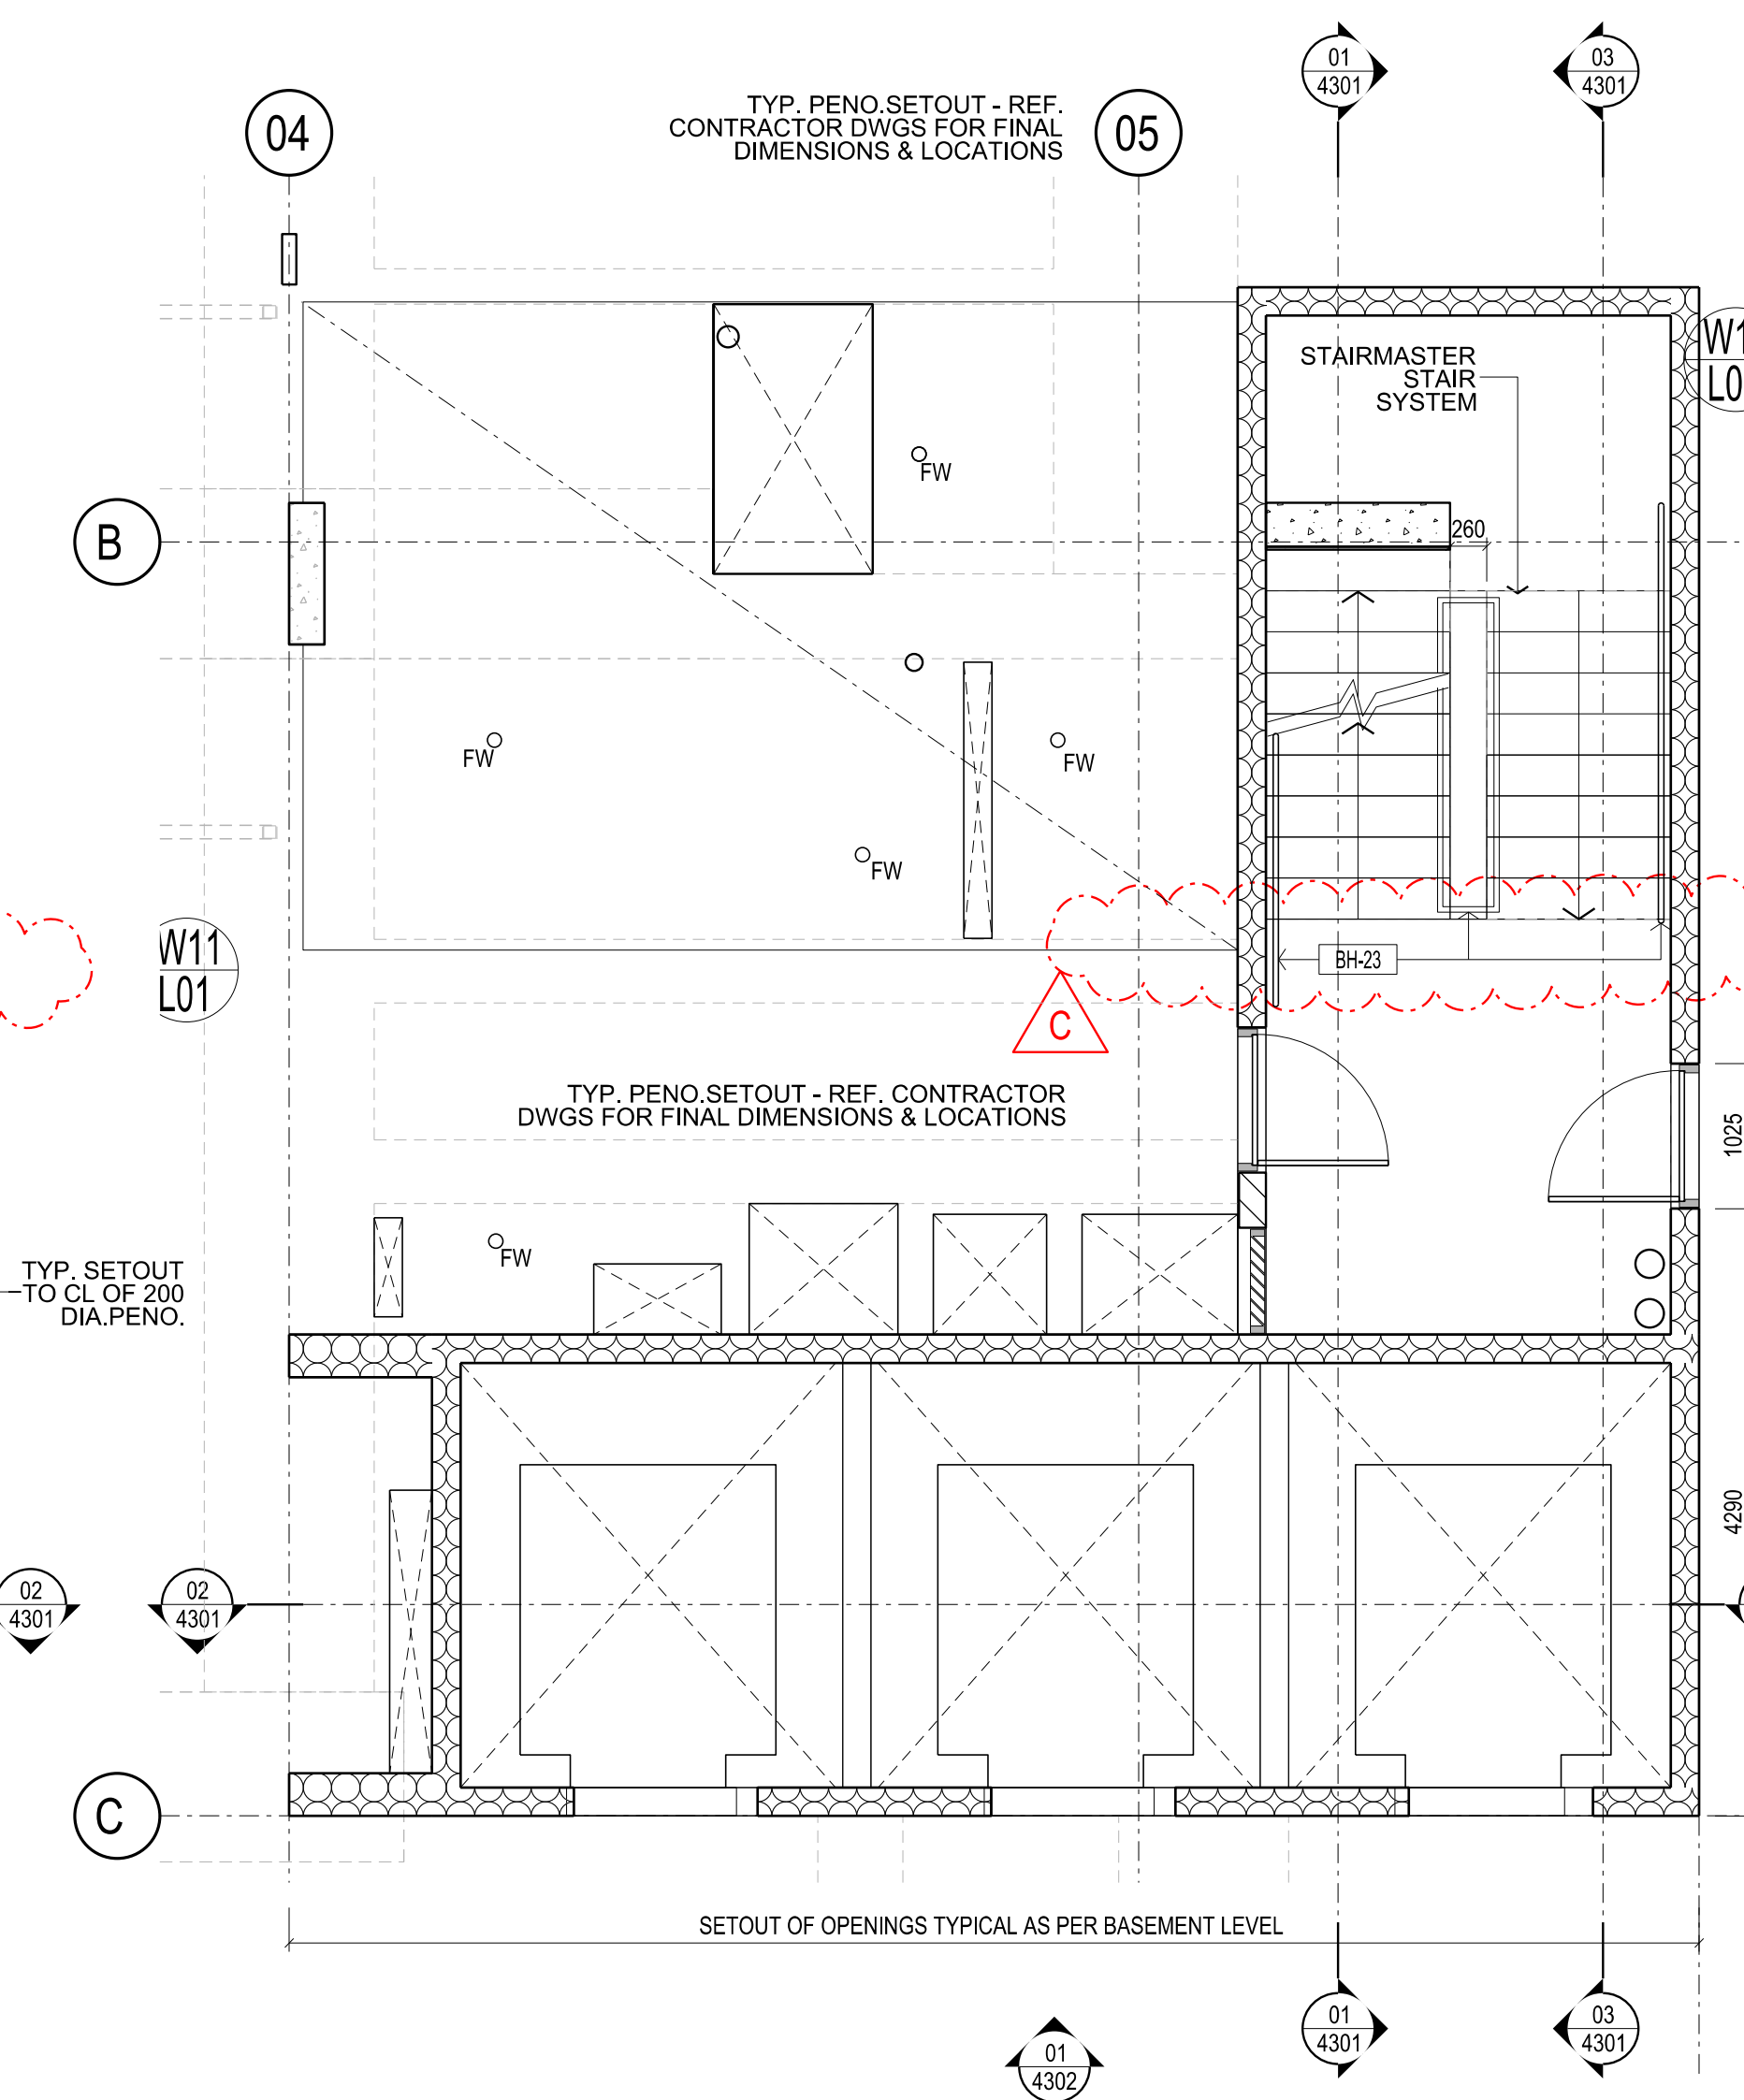 01
4301
03
4301
04
TYP. PENO.SETOUT - REF.
CONTRACTOR DWGS FOR FINAL
DIMENSIONS & LOCATIONS
05
STAIRMASTER
STAIR
SYSTEM
W1
L0
FW
B
260
FW
FW
FW
W11
L01
BH-23
C
TYP. PENO.SETOUT - REF. CONTRACTOR
DWGS FOR FINAL DIMENSIONS & LOCATIONS
1025
FW
TYP. SETOUT
TO CL OF 200
DIA.PENO.
4290
02
4301
02
4301
C
SETOUT OF OPENINGS TYPICAL AS PER BASEMENT LEVEL
01
4301
03
4301
01
4302